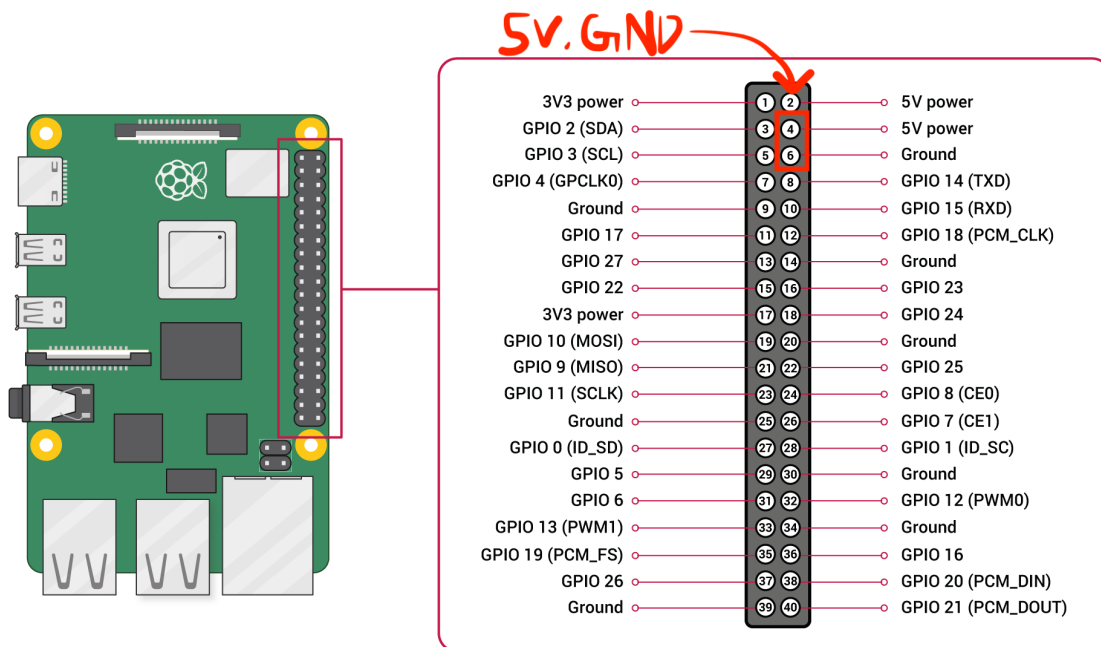 5V.GND
3V3 power 1 2 5V power
GPIO 2 (SDA) 3 4 5V power
GPIO 3 (SCL) 5 6 Ground
GPIO 4 (GPCLK0) 7 8 GPIO 14 (TXD)
Ground 9 10 GPIO 15 (RXD)
GPIO 17 11 12 GPIO 18 (PCM_CLK)
GPIO 27 13 14 Ground
GPIO 22 15 16 GPIO 23
3V3 power 17 18 GPIO 24
GPIO 10 (MOSI) 19 20 Ground
GPIO 9 (MISO) 21 22 GPIO 25
GPIO 11 (SCLK) 23 24 GPIO 8 (CE0)
Ground 25 26 GPIO 7 (CE1)
GPIO 0 (ID_SD) 27 28 GPIO 1 (ID_SC)
GPIO 5 29 30 Ground
GPIO 6 31 32 GPIO 12 (PWM0)
GPIO 13 (PWM1) 33 34 Ground
GPIO 19 (PCM_FS) 35 36 GPIO 16
GPIO 26 37 38 GPIO 20 (PCM_DIN)
Ground 39 40 GPIO 21 (PCM_DOUT)